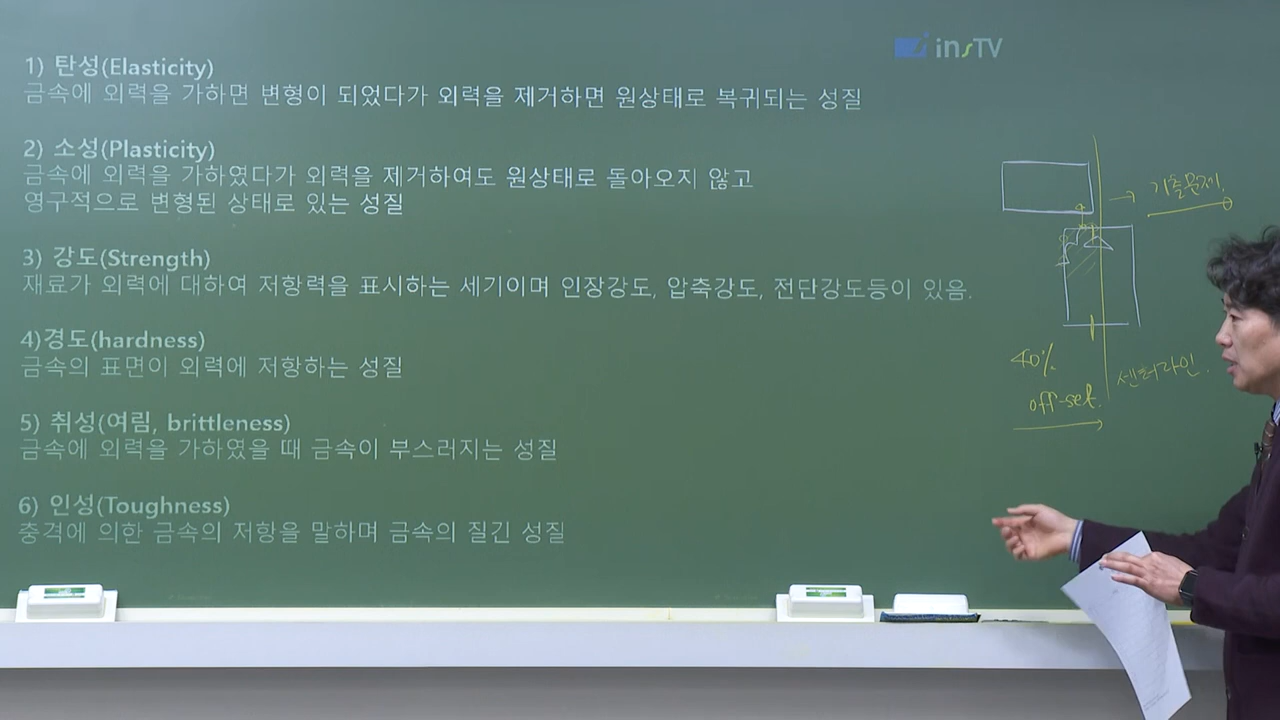 insTV
1) 탄성(Elasticity)
금속에 외력을 가하면 변형이 되었다가 외력을 제거하면 원상태로 복귀되는 성질
2) 소성(Plasticity)
금속에 외력을 가하였다가 외력을 제거하여도 원상태로 돌아오지 않고
영구적으로 변형된 상태로 있는 성질
3) 강도(Strength)
재료가 외력에 대하여 저항력을 표시하는 세기이며 인장강도, 압축강도, 전단강도등이 있음.
4)경도(hardness)
금속의 표면이 외력에 저항하는 성질
5) 취성(여림, brittleness)
금속에 외력을 가하였을 때 금속이 부스러지는 성질
6) 인성(Toughness)
충격에 의한 금속의 저항을 말하며 금속의 질긴 성질
기출문제.
40%
off-set.
센터라인.